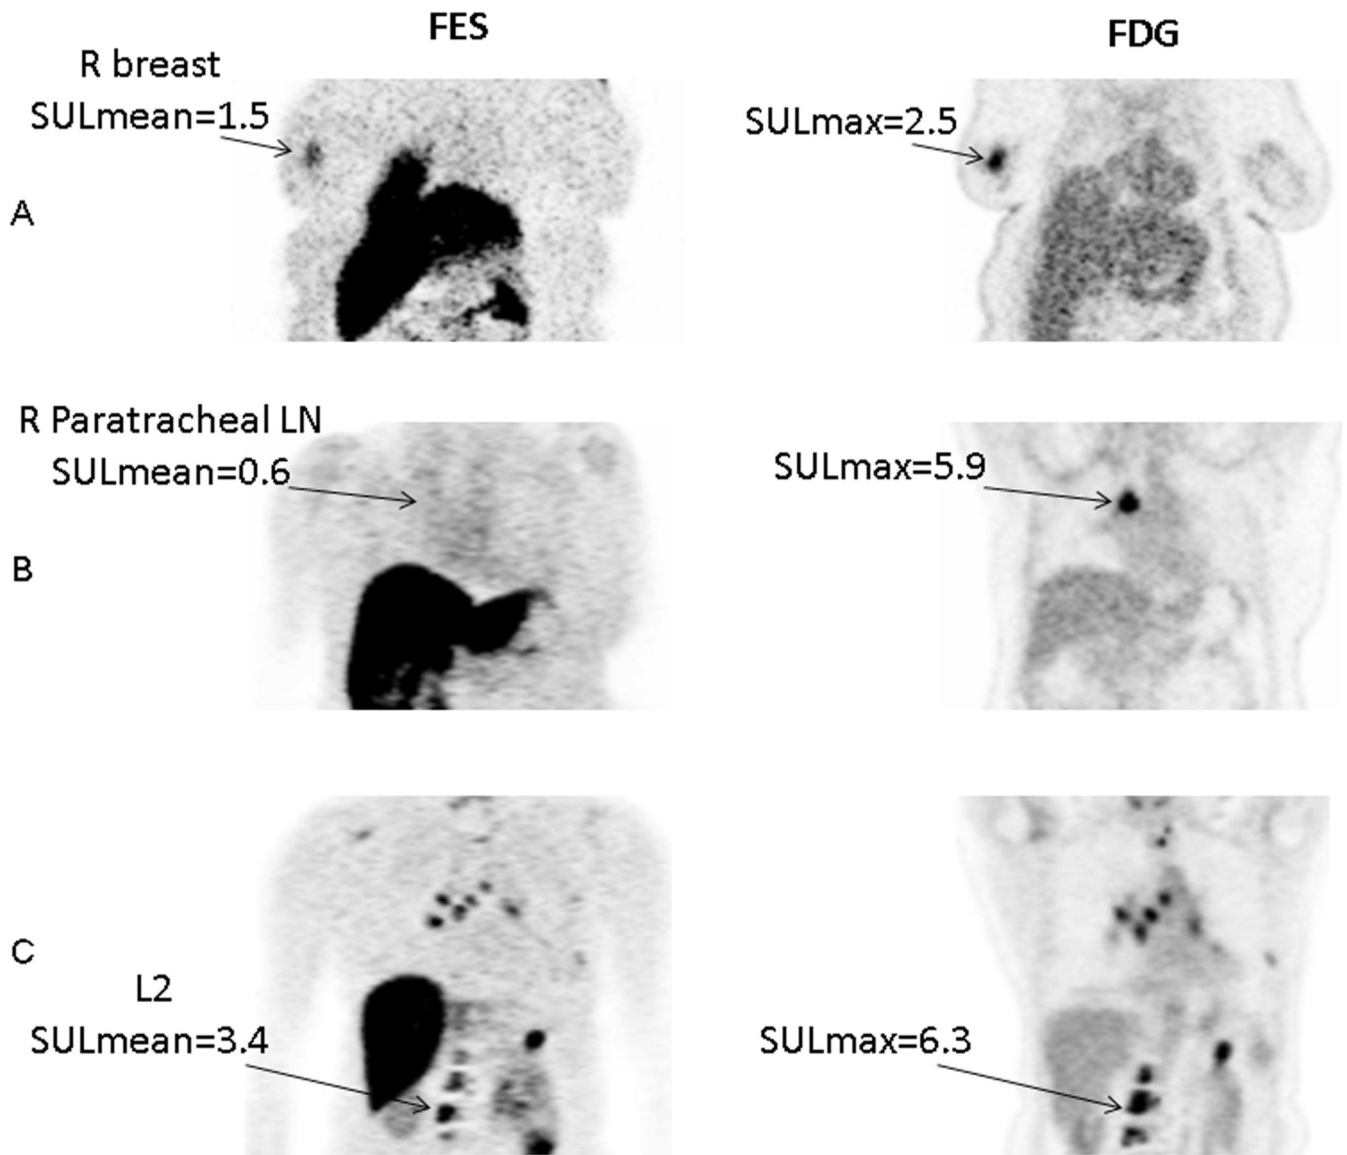 FES
FDG
R breast
SULmean=1.5
SULmax=2.5
A
R Paratracheal LN
SULmean=0.6
SULmax=5.9
B
C
L2
SULmean=3.4
SULmax=6.3